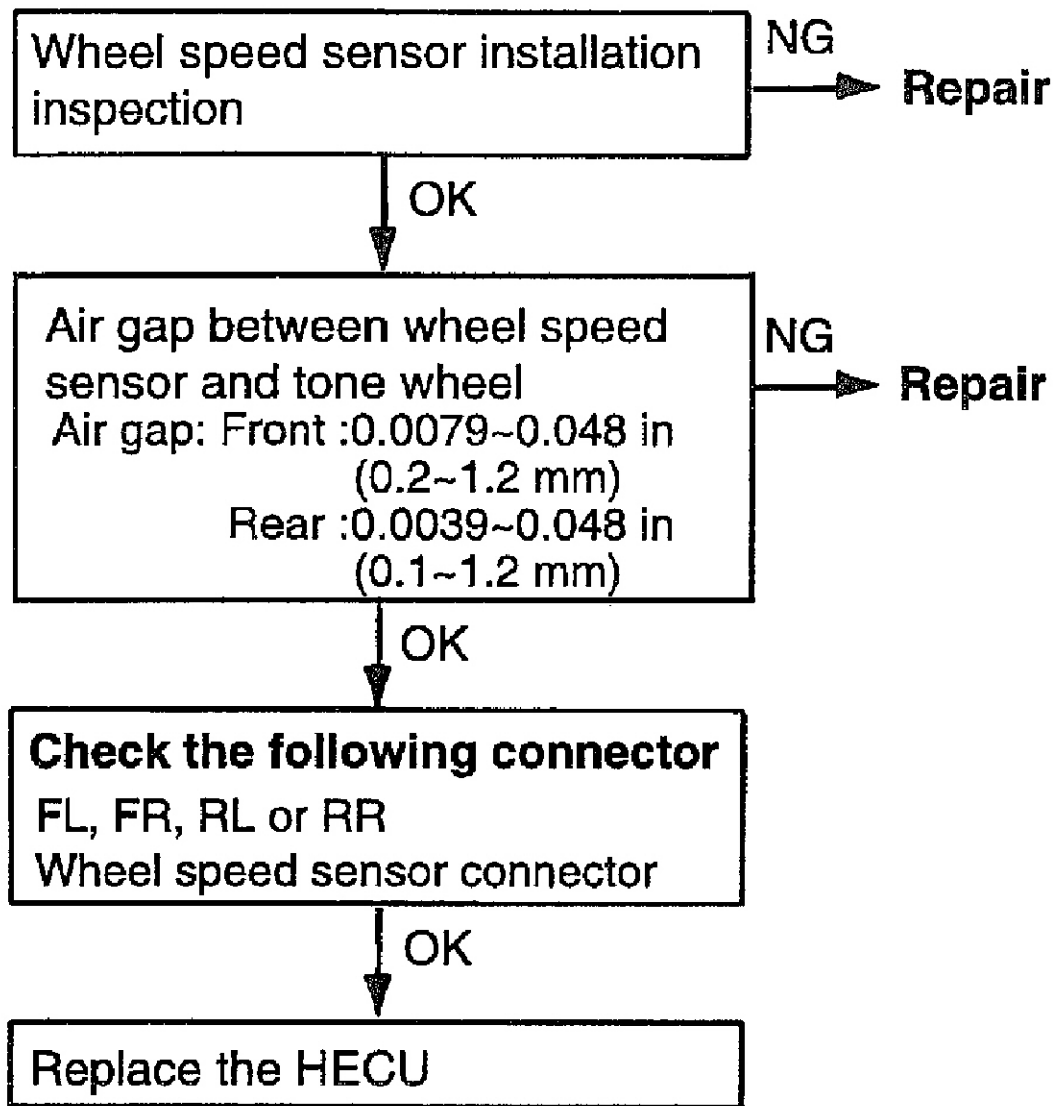 Wheel speed sensor installation
inspection
NG
Repair
OK
Air gap between wheel speed
sensor and tone wheel
Air gap: Front :0.0079~0.048 in
(0.2~1.2 mm)
Rear :0.0039~0.048 in
(0.1~1.2 mm)
NG
Repair
OK
Check the following connector
FL, FR, RL or RR
Wheel speed sensor connector
OK
Replace the HECU